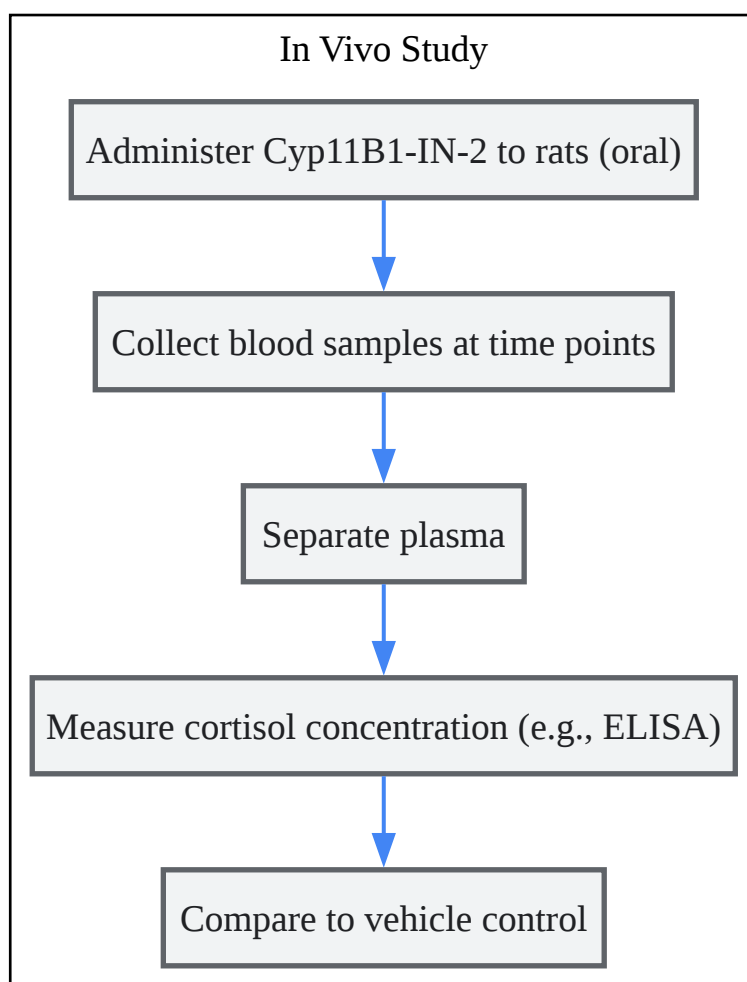 In Vivo Study
Administer Cyp11B1-IN-2 to rats (oral)
Collect blood samples at time points
Separate plasma
Measure cortisol concentration (e.g., ELISA)
Compare to vehicle control